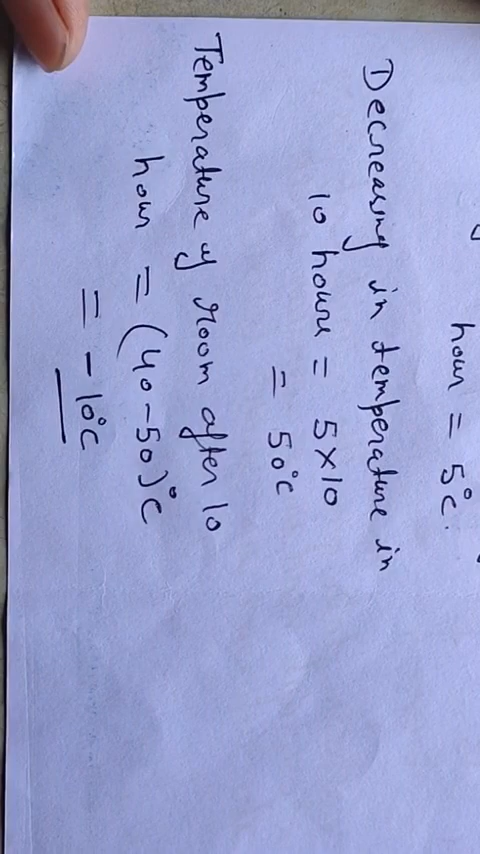 hour = 5°C.
Decreasing in temperature in
10 hours = 5×10
= 50°C
Temperature of room after 10
hour = (40-50)°C
= -10°C